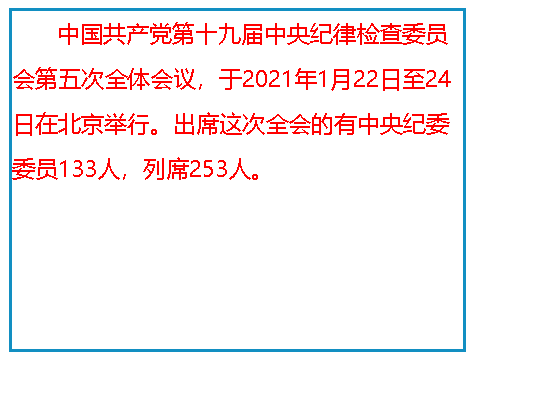 中国共产党第十九届中央纪律检查委员
会第五次全体会议，于2021年1月22日至24
日在北京举行。出席这次全会的有中央纪委
委员133人，列席253人。